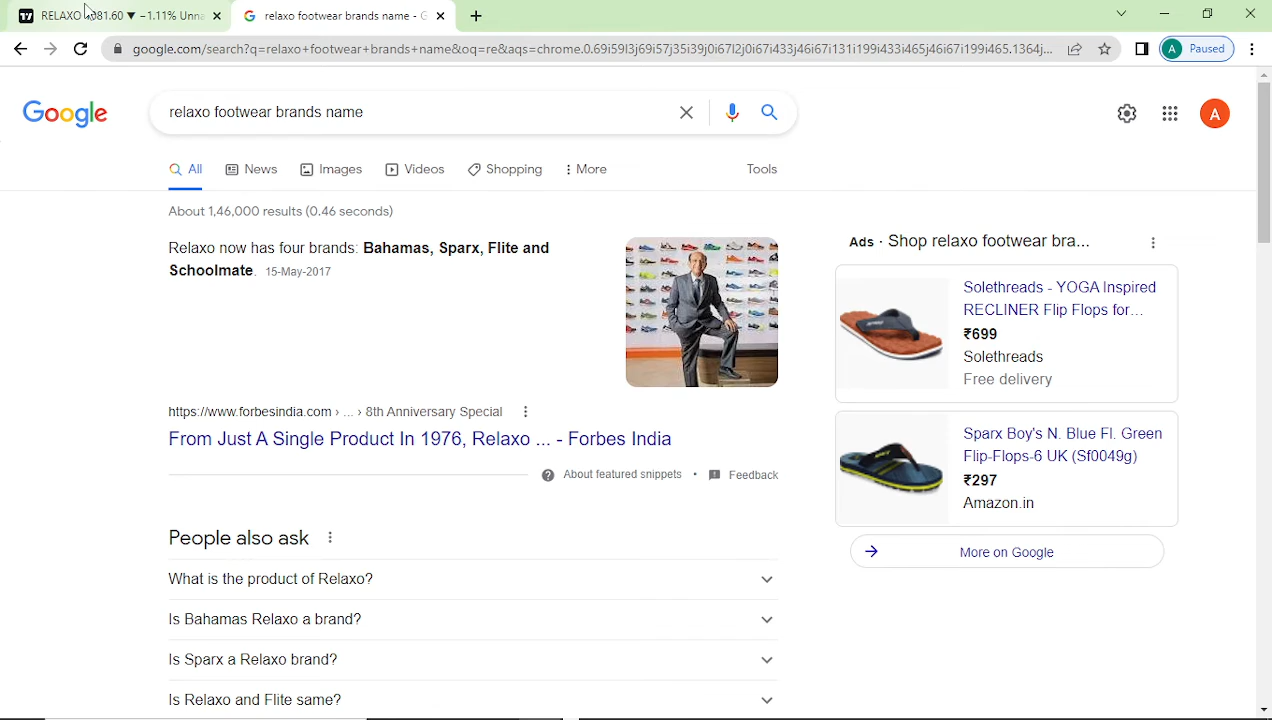 RELAXO 981.60 ▼ −1.11% Unna
relaxo footwear brands name - G
google.com/search?q=relaxo+footwear+brands+name&oq=re&aqs=chrome.0.69i59l3j69i57j35i39j0i67l2j0i67i433j46i67i131i199i433i465j46i67i199i465.1364j...
A Paused
Google
relaxo footwear brands name
A
All News Images Videos Shopping More Tools
About 1,46,000 results (0.46 seconds)
Relaxo now has four brands: Bahamas, Sparx, Flite and
Schoolmate. 15-May-2017
https://www.forbesindia.com › ... › 8th Anniversary Special
From Just A Single Product In 1976, Relaxo ... - Forbes India
About featured snippets • Feedback
People also ask
What is the product of Relaxo?
Is Bahamas Relaxo a brand?
Is Sparx a Relaxo brand?
Is Relaxo and Flite same?
Ads · Shop relaxo footwear bra...
Solethreads - YOGA Inspired
RECLINER Flip Flops for...
₹699
Solethreads
Free delivery
Sparx Boy's N. Blue Fl. Green
Flip-Flops-6 UK (Sf0049g)
₹297
Amazon.in
More on Google